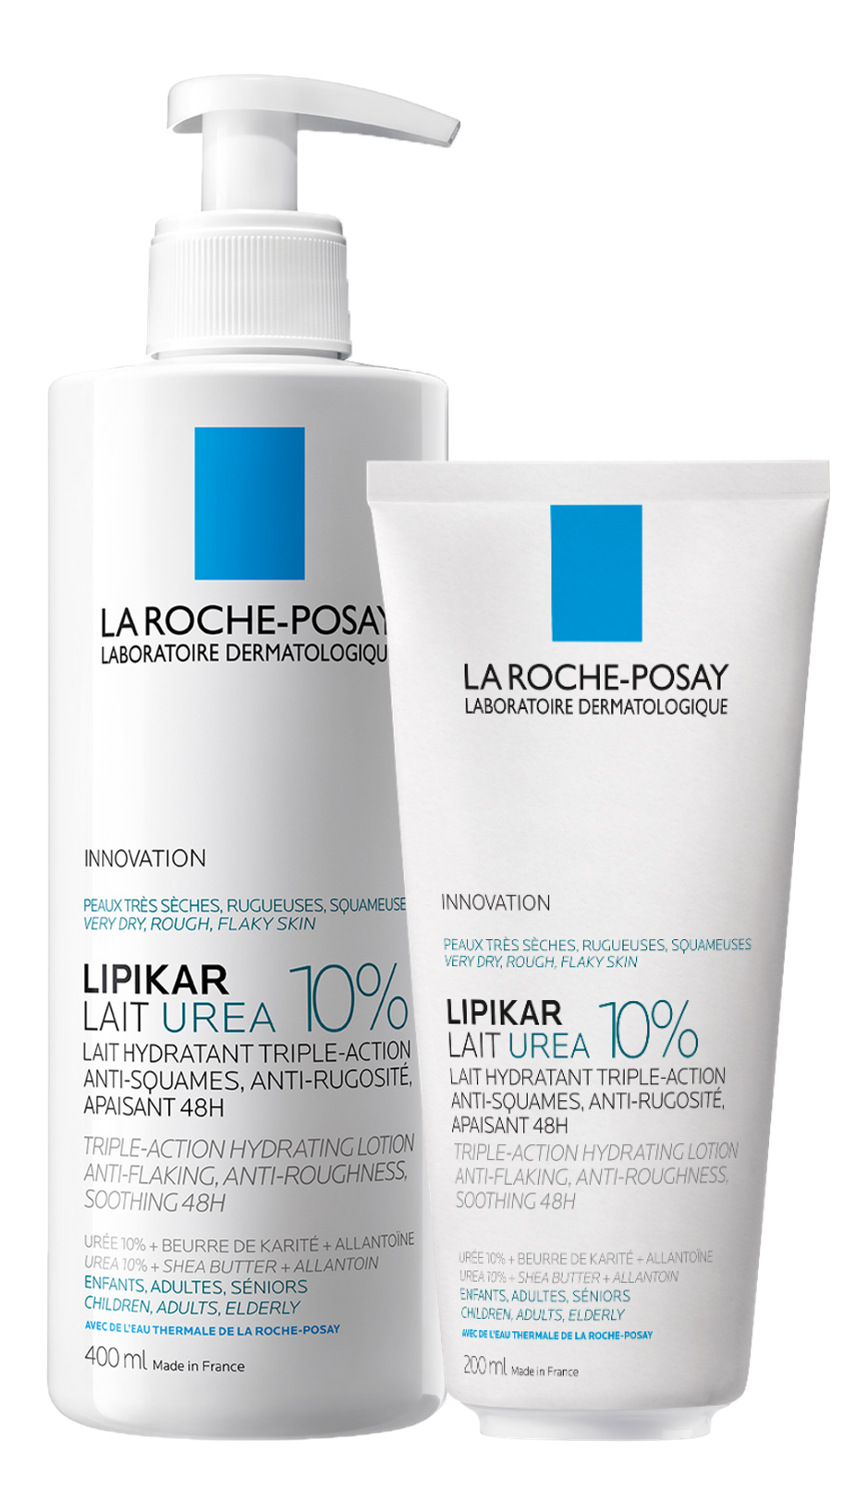 LA ROCHE-POSAY
LABORATOIRE DERMATOLOGIQU
INNOVATION
PEAUX TRÈS SÈCHES, RUGUEUSES, SQUAMEUSE
VERY DRY, ROUGH, FLAKY SKIN
LIPIKAR
LAIT UREA 10%
LAIT HYDRATANT TRIPLE-ACTION
ANTI-SQUAMES, ANTI-RUGOSITÉ,
APAISANT 48H
TRIPLE-ACTION HYDRATING LOTION
ANTI-FLAKING, ANTI-ROUGHNESS,
SOOTHING 48H
URÉE 10% + BEURRE DE KARITÉ + ALLANTOÏNE
UREA 10% + SHEA BUTTER + ALLANTOIN
ENFANTS, ADULTES, SÉNIORS
CHILDREN, ADULTS, ELDERLY
AVEC DE L'EAU THERMALE DE LA ROCHE-POSAY
400 ml Made in France
LA ROCHE-POSAY
LABORATOIRE DERMATOLOGIQUE
INNOVATION
PEAUX TRÈS SÈCHES, RUGUEUSES, SQUAMEUSES
VERY DRY, ROUGH, FLAKY SKIN
LIPIKAR
LAIT UREA 10%
LAIT HYDRATANT TRIPLE-ACTION
ANTI-SQUAMES, ANTI-RUGOSITÉ,
APAISANT 48H
TRIPLE-ACTION HYDRATING LOTION
ANTI-FLAKING, ANTI-ROUGHNESS,
SOOTHING 48H
URÉE 10% + BEURRE DE KARITÉ + ALLANTOÏNE
UREA 10% + SHEA BUTTER + ALLANTOIN
ENFANTS, ADULTES, SÉNIORS
CHILDREN, ADULTS, ELDERLY
AVEC DE L'EAU THERMALE DE LA ROCHE-POSAY
200 ml Made in France